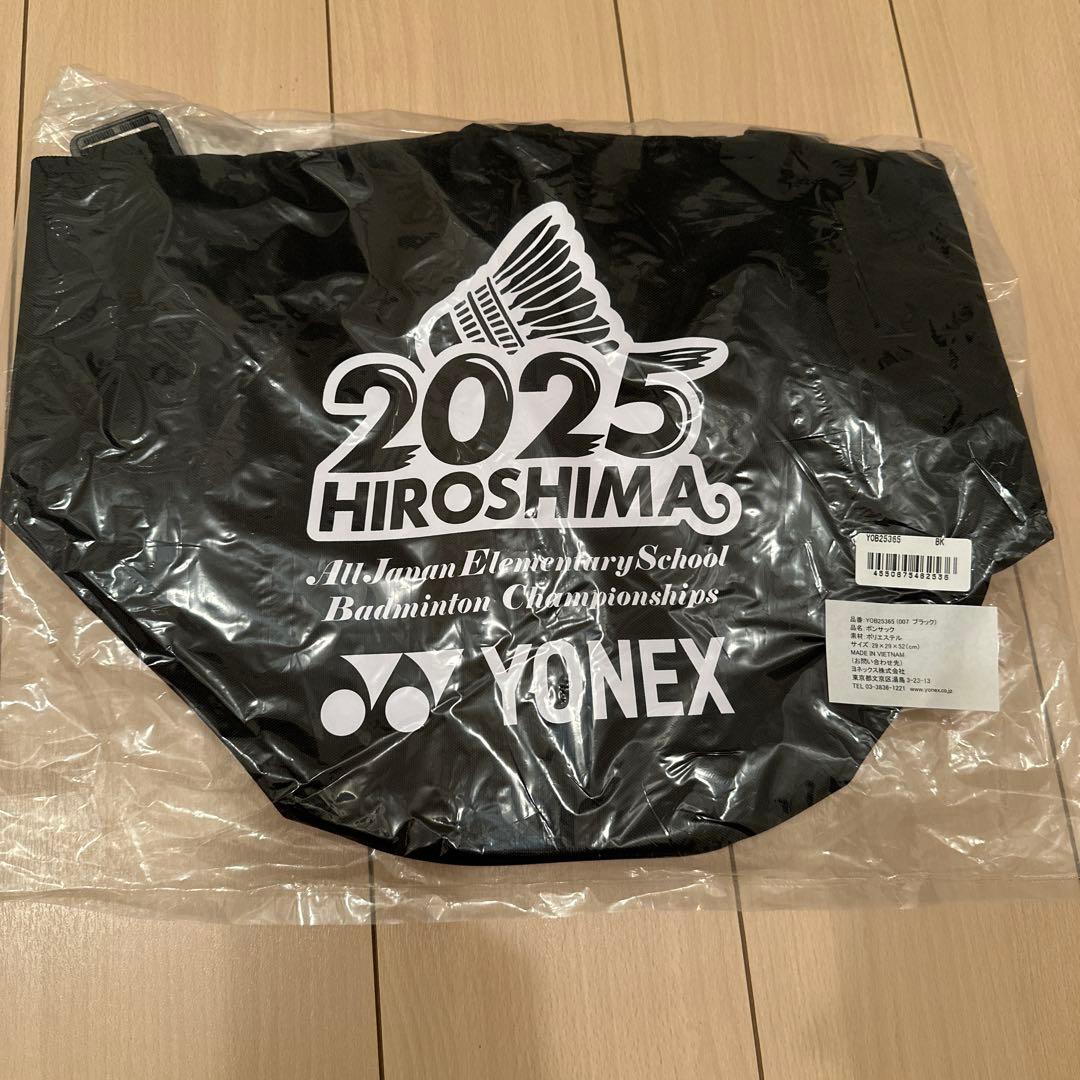 2025
HIROSHIMA
All Japan Elementary School
Badminton Championships
YONEX
YOB25365 BK
4550875482536
品番: YOB25365 (007 ブラック)
品名: ボンサック
素材: ポリエステル
サイズ: 29×29×52(cm)
MADE IN VIETNAM
(お問い合わせ先)
ヨネックス株式会社
東京都文京区湯島3-23-13
TEL 03-3836-1221 www.yonex.co.jp